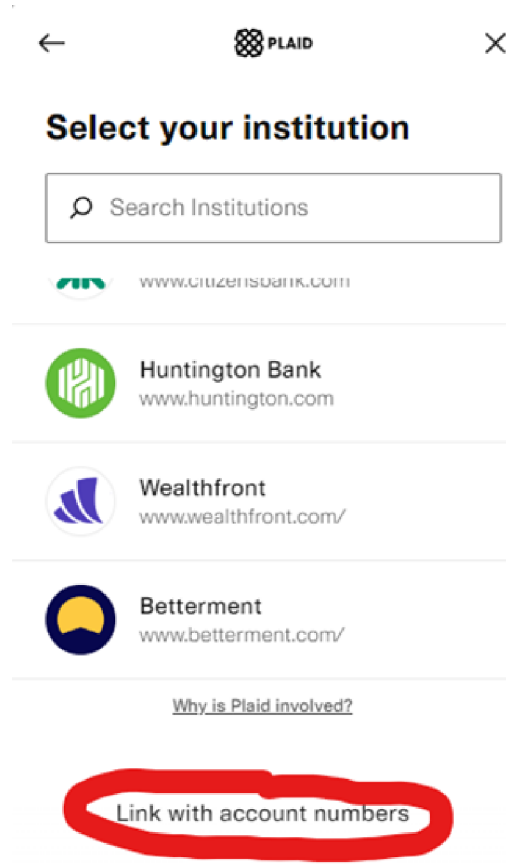 PLAID
Select your institution
Search Institutions
www.citizensbank.com
Huntington Bank
www.huntington.com
Wealthfront
www.wealthfront.com/
Betterment
www.betterment.com/
Why is Plaid involved?
Link with account numbers